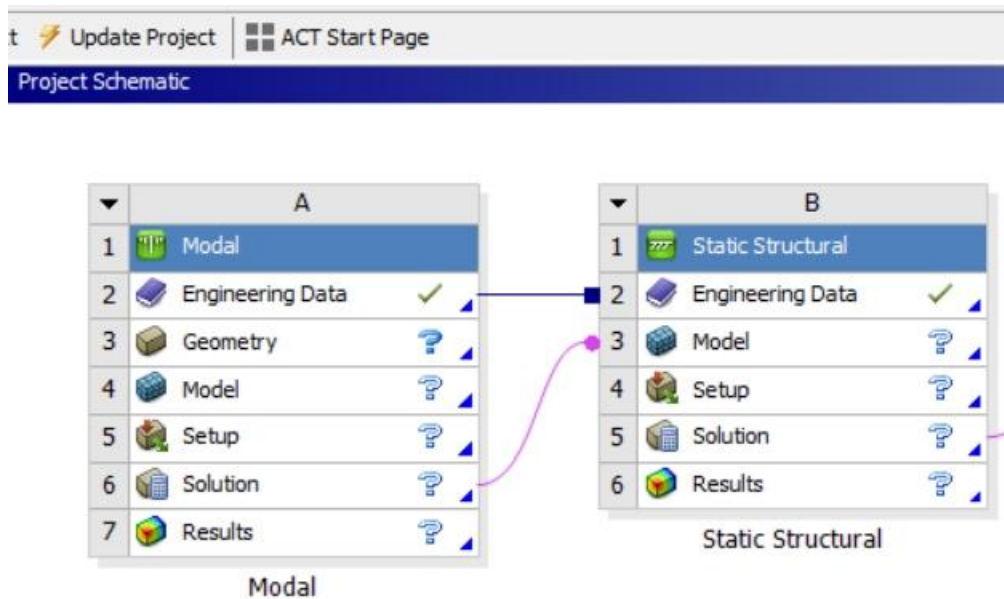 t Update Project ACT Start Page
Project Schematic
A
1 Modal
2 Engineering Data
3 Geometry ?
4 Model ?
5 Setup ?
6 Solution ?
7 Results ?
Modal
B
1 Static Structural
2 Engineering Data
3 Model ?
4 Setup ?
5 Solution ?
6 Results ?
Static Structural